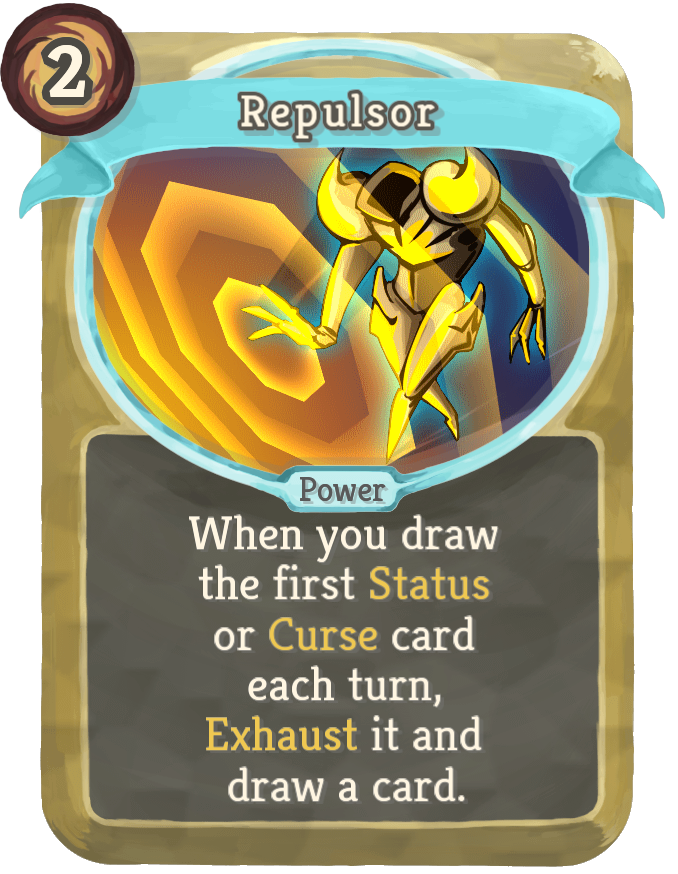 2
Repulsor
Power
When you draw
the first Status
or Curse card
each turn,
Exhaust it and
draw a card.